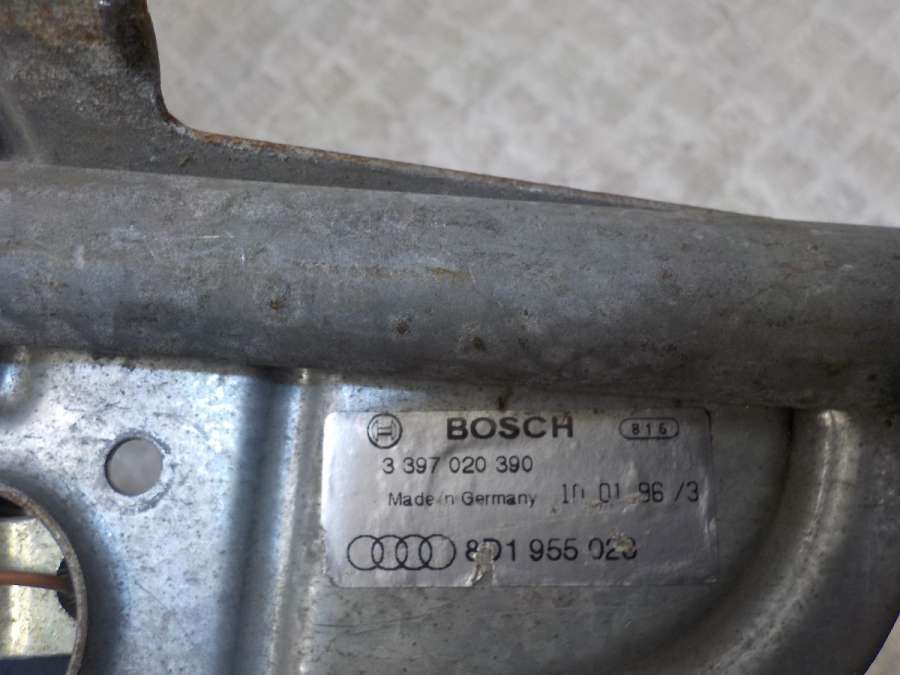 BOSCH 816
3 397 020 390
Made in Germany 10 01 96 /3
8D1 955 023